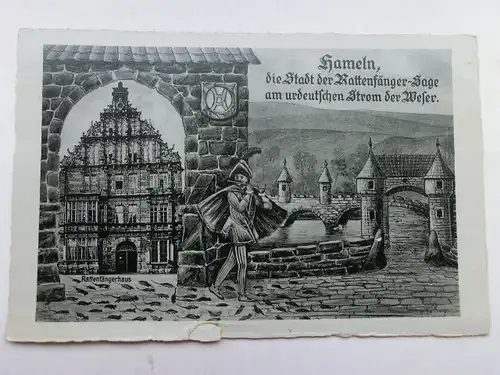 Hameln,
die Stadt der Rattenfänger-Sage
am urdeutschen Strom der Weser.
Rattenfängerhaus